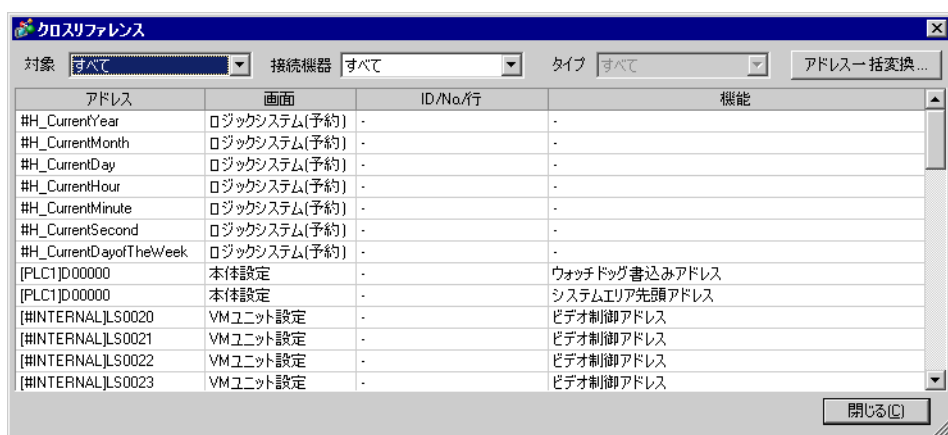 クロスリファレンス
対象 すべて 接続機器 すべて タイプ すべて アドレス一括変換...
アドレス 画面 ID/No./行 機能
#H_CurrentYear ロジックシステム(予約) - -
#H_CurrentMonth ロジックシステム(予約) - -
#H_CurrentDay ロジックシステム(予約) - -
#H_CurrentHour ロジックシステム(予約) - -
#H_CurrentMinute ロジックシステム(予約) - -
#H_CurrentSecond ロジックシステム(予約) - -
#H_CurrentDayofTheWeek ロジックシステム(予約) - -
[PLC1]D00000 本体設定 - ウォッチドッグ書込みアドレス
[PLC1]D00000 本体設定 - システムエリア先頭アドレス
[#INTERNAL]LS0020 VMユニット設定 - ビデオ制御アドレス
[#INTERNAL]LS0021 VMユニット設定 - ビデオ制御アドレス
[#INTERNAL]LS0022 VMユニット設定 - ビデオ制御アドレス
[#INTERNAL]LS0023 VMユニット設定 - ビデオ制御アドレス
閉じる(C)